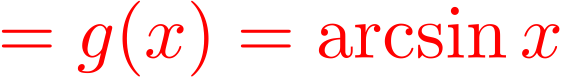 = g(x) = arcsin x